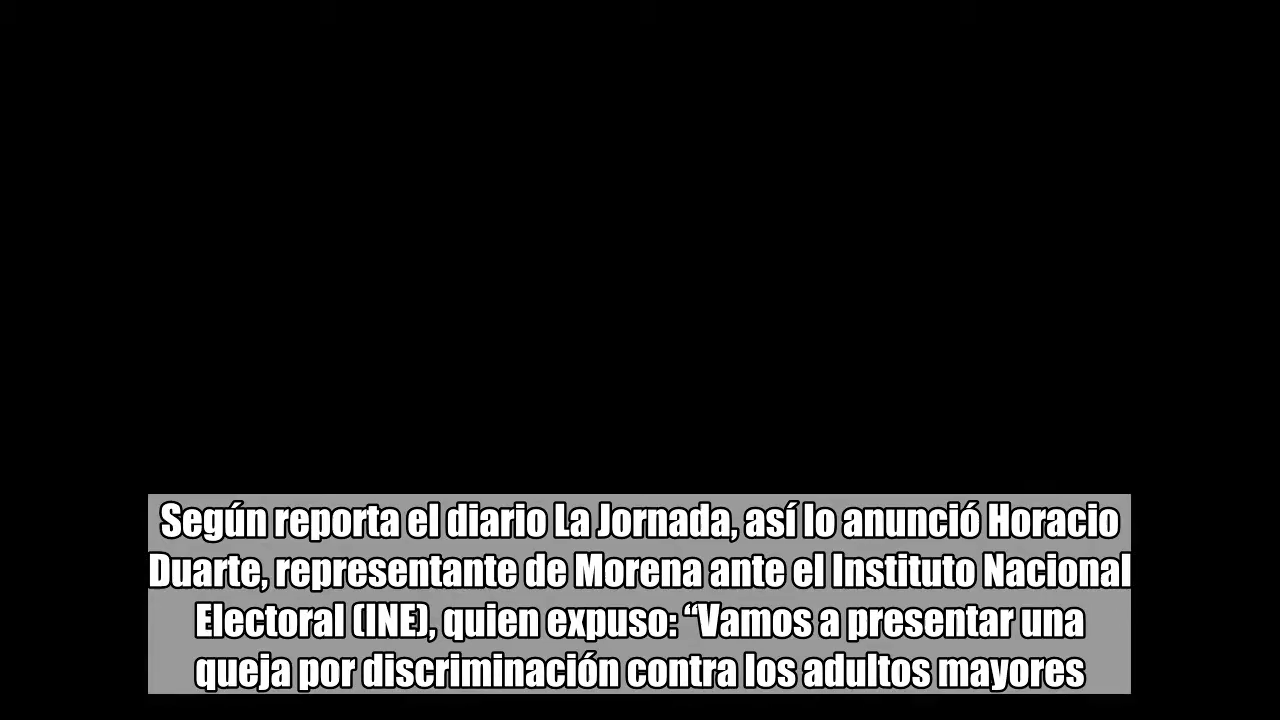 Según reporta el diario La Jornada, así lo anunció Horacio
Duarte, representante de Morena ante el Instituto Nacional
Electoral (INE), quien expuso: “Vamos a presentar una
queja por discriminación contra los adultos mayores